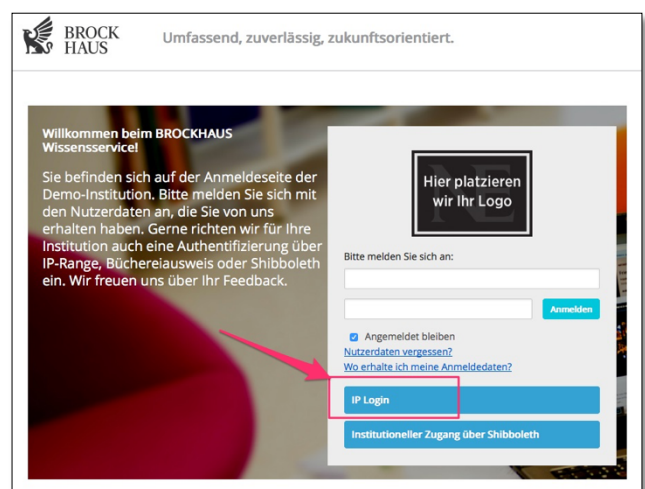 BROCK
HAUS
Umfassend, zuverlässig, zukunftsorientiert.
Willkommen beim BROCKHAUS
Wissensservice!
Sie befinden sich auf der Anmeldeseite der
Demo-Institution. Bitte melden Sie sich mit
den Nutzerdaten an, die Sie von uns
erhalten haben. Gerne richten wir für Ihre
Institution auch eine Authentifizierung über
IP-Range, Büchereiausweis oder Shibboleth
ein. Wir freuen uns über Ihr Feedback.
NE
Hier platzieren
wir Ihr Logo
Bitte melden Sie sich an:
Anmelden
Angemeldet bleiben
Nutzerdaten vergessen?
Wo erhalte ich meine Anmeldedaten?
IP Login
Institutioneller Zugang über Shibboleth